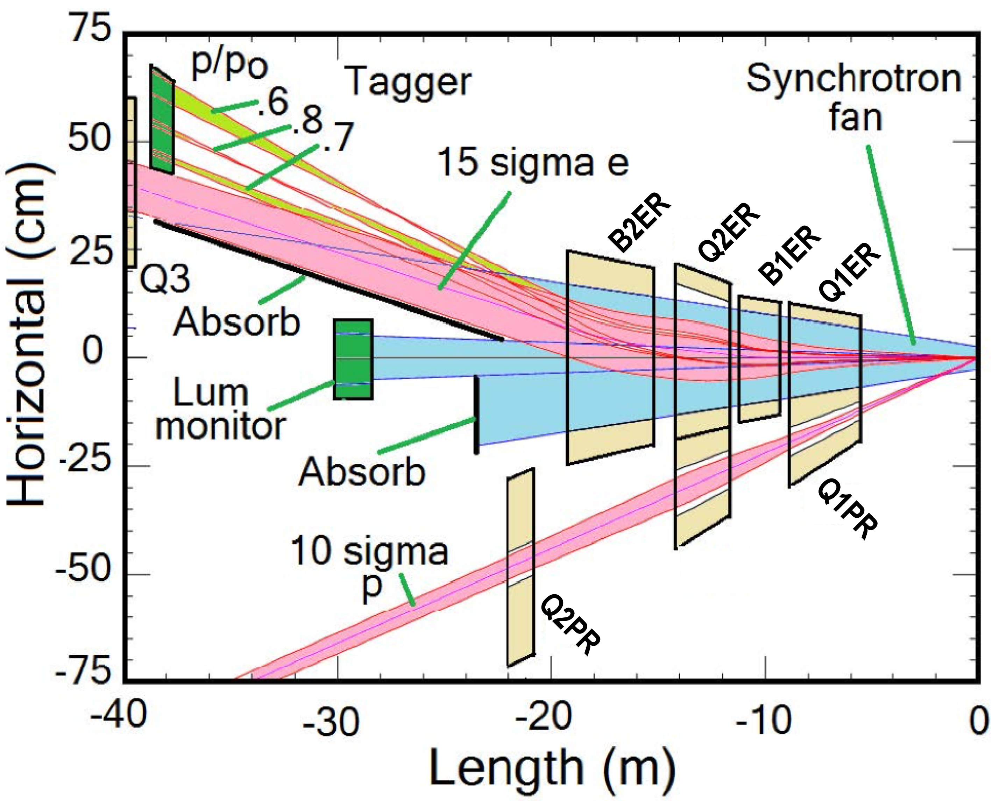 75
50
25
0
-25
-50
-75
Horizontal (cm)
p/po
.6
.8
.7
Tagger
Synchrotron
fan
15 sigma e
B2ER
Q2ER
B1ER
Q1ER
Q3
Absorb
Lum
monitor
Absorb
10 sigma
p
Q2PR
Q1PR
-40
-30
-20
-10
0
Length (m)